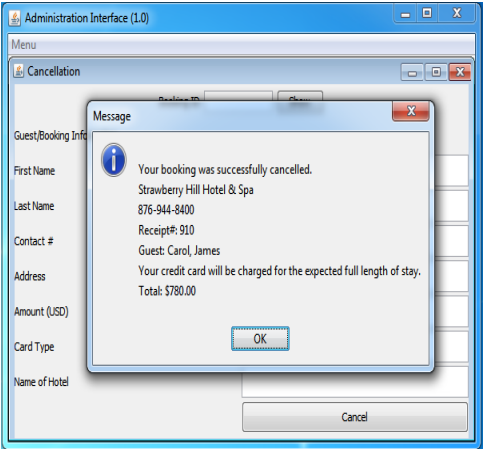 Administration Interface (1.0)
Menu
Cancellation
Message
Guest/Booking Info
First Name
Last Name
Contact #
Address
Amount (USD)
Card Type
Name of Hotel
Your booking was successfully cancelled.
Strawberry Hill Hotel & Spa
876-944-8400
Receipt#: 910
Guest: Carol, James
Your credit card will be charged for the expected full length of stay.
Total: $780.00
OK
Cancel